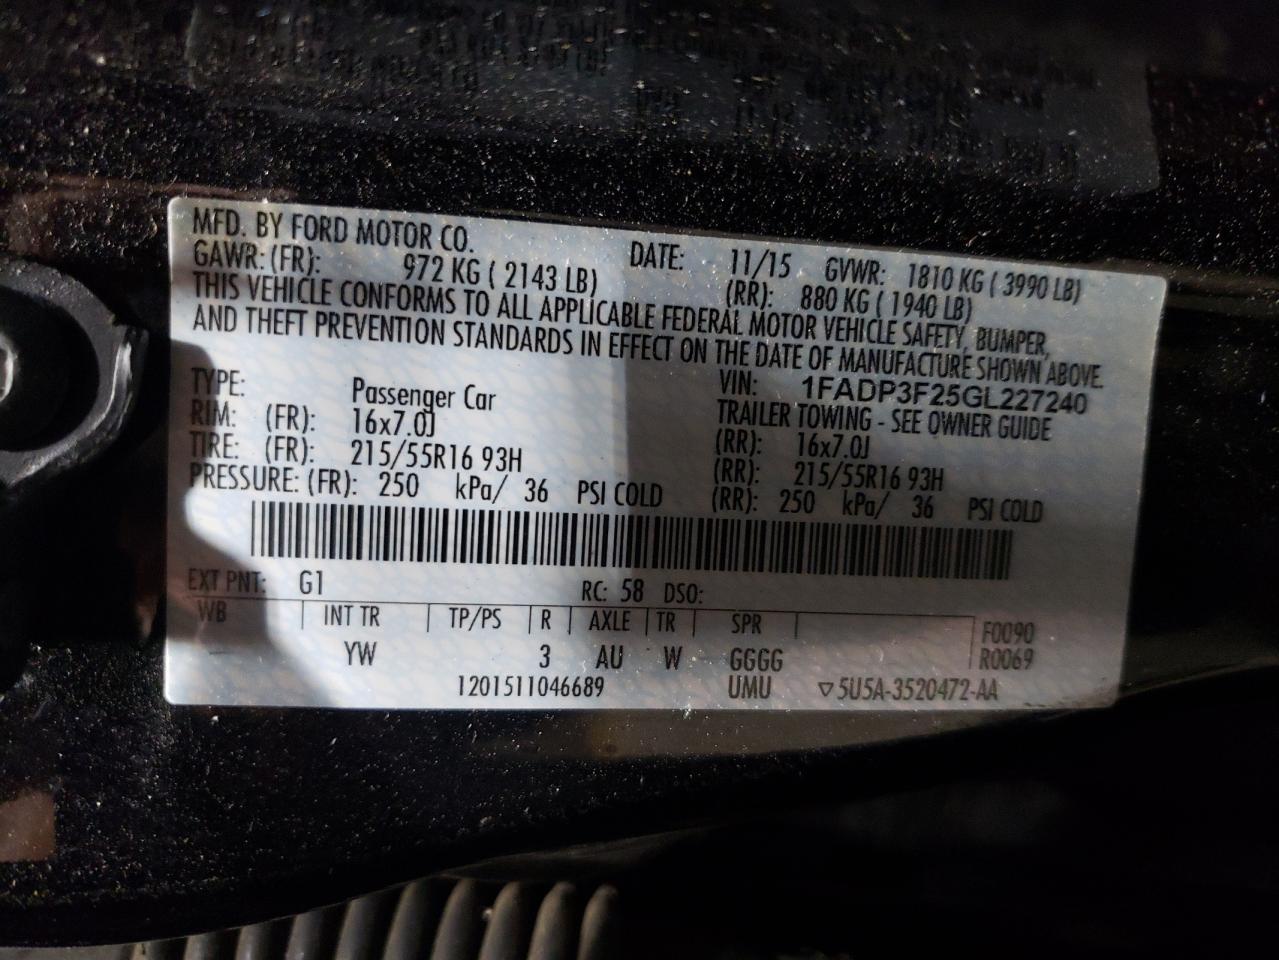 MFD. BY FORD MOTOR CO.
DATE: 11/15 GVWR: 1810 KG ( 3990 LB)
GAWR: (FR): 972 KG ( 2143 LB) (RR): 880 KG ( 1940 LB)
THIS VEHICLE CONFORMS TO ALL APPLICABLE FEDERAL MOTOR VEHICLE SAFETY, BUMPER,
AND THEFT PREVENTION STANDARDS IN EFFECT ON THE DATE OF MANUFACTURE SHOWN ABOVE.
VIN: 1FADP3F25GL227240
TYPE: Passenger Car TRAILER TOWING - SEE OWNER GUIDE
RIM: (FR): 16x7.0J (RR): 16x7.0J
TIRE: (FR): 215/55R16 93H (RR): 215/55R16 93H
PRESSURE: (FR): 250 kPa/ 36 PSI COLD (RR): 250 kPa/ 36 PSI COLD
EXT PNT: G1 RC: 58 DSO:
WB INT TR TP/PS R AXLE TR SPR F0090
YW 3 AU W GGGG R0069
1201511046689 UMU ▽5U5A-3520472-AA